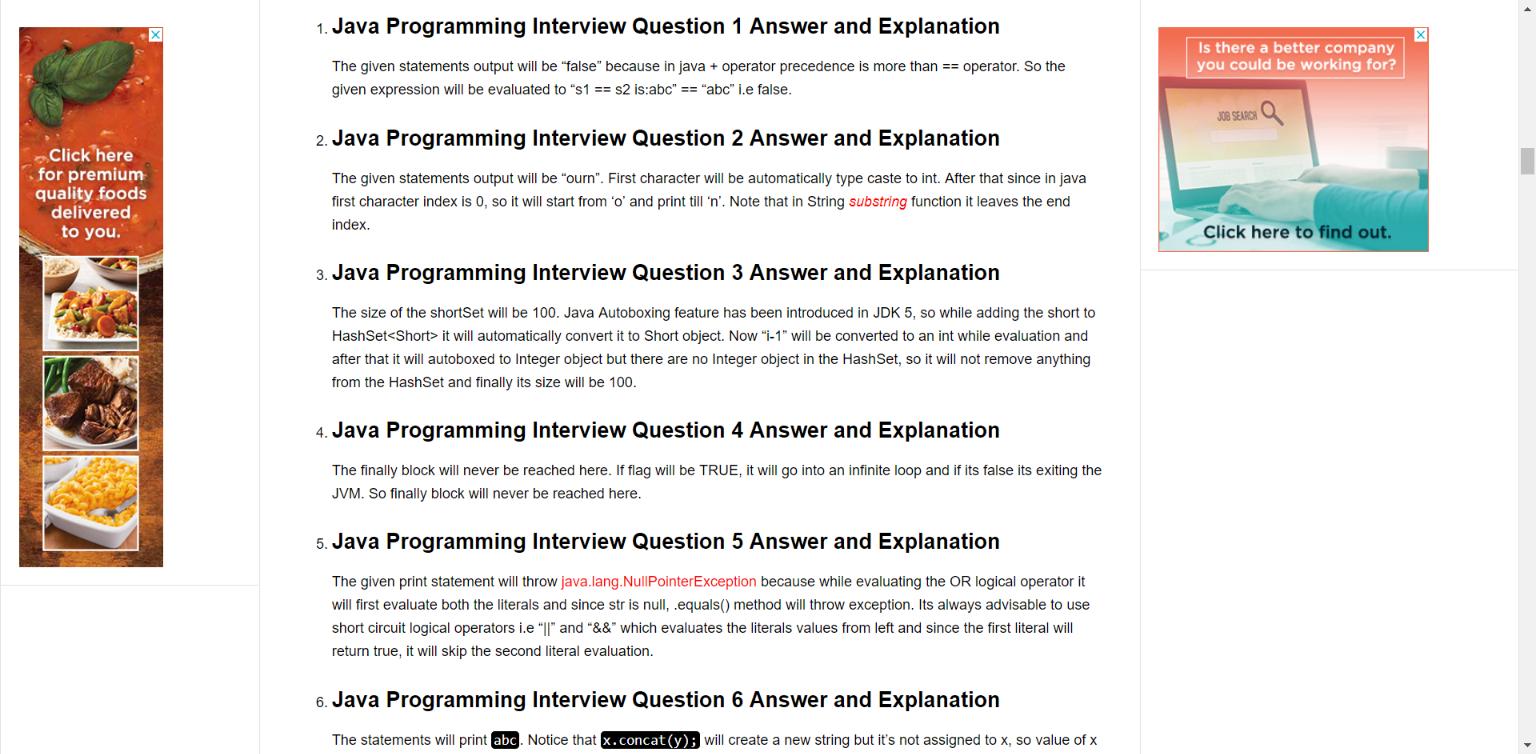 Click here
for premium
quality foods
delivered
to you.
1. Java Programming Interview Question 1 Answer and Explanation
The given statements output will be “false” because in java + operator precedence is more than == operator. So the
given expression will be evaluated to “s1 == s2 is:abc” == “abc” i.e false.
2. Java Programming Interview Question 2 Answer and Explanation
The given statements output will be “ourn”. First character will be automatically type caste to int. After that since in java
first character index is 0, so it will start from ‘o’ and print till ‘n’. Note that in String substring function it leaves the end
index.
3. Java Programming Interview Question 3 Answer and Explanation
The size of the shortSet will be 100. Java Autoboxing feature has been introduced in JDK 5, so while adding the short to
HashSet<Short> it will automatically convert it to Short object. Now “i-1” will be converted to an int while evaluation and
after that it will autoboxed to Integer object but there are no Integer object in the HashSet, so it will not remove anything
from the HashSet and finally its size will be 100.
4. Java Programming Interview Question 4 Answer and Explanation
The finally block will never be reached here. If flag will be TRUE, it will go into an infinite loop and if its false its exiting the
JVM. So finally block will never be reached here.
5. Java Programming Interview Question 5 Answer and Explanation
The given print statement will throw java.lang.NullPointerException because while evaluating the OR logical operator it
will first evaluate both the literals and since str is null, .equals() method will throw exception. Its always advisable to use
short circuit logical operators i.e “||” and “&&” which evaluates the literals values from left and since the first literal will
return true, it will skip the second literal evaluation.
6. Java Programming Interview Question 6 Answer and Explanation
The statements will print abc. Notice that x.concat(y); will create a new string but it’s not assigned to x, so value of x
Is there a better company
you could be working for?
JOB SEARCH
Click here to find out.